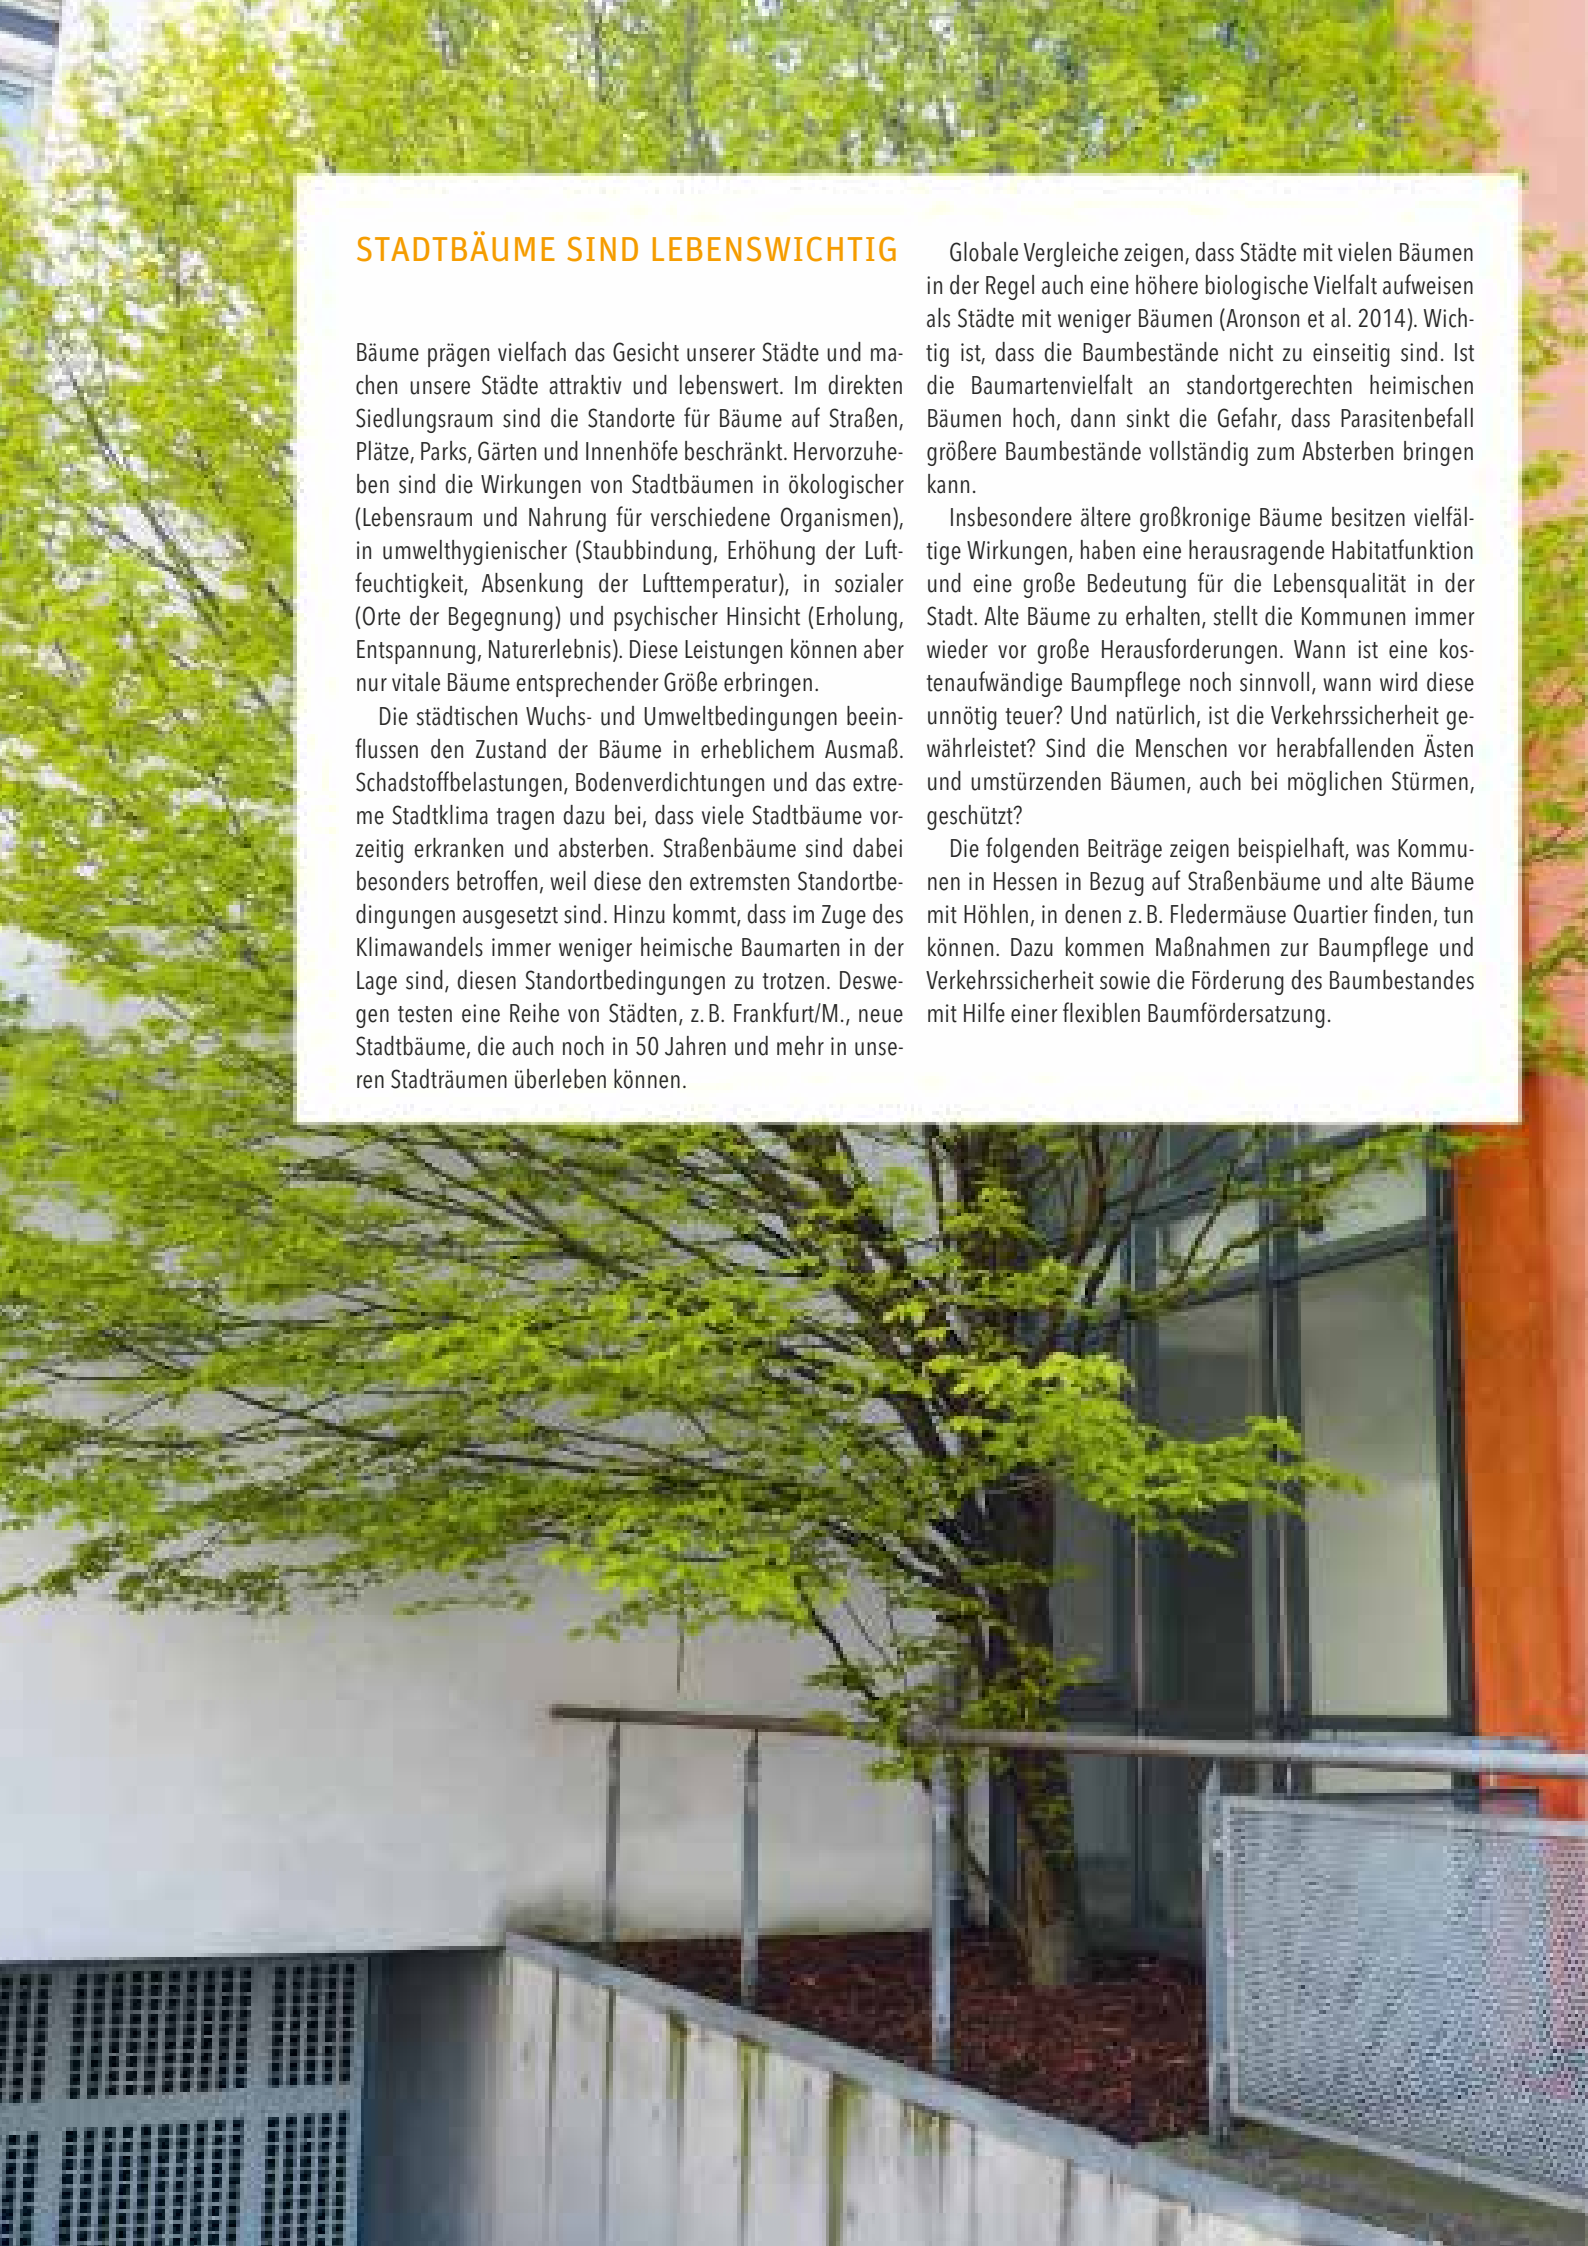 STADTBÄUME SIND LEBENSWICHTIG
Bäume prägen vielfach das Gesicht unserer Städte und ma-
chen unsere Städte attraktiv und lebenswert. Im direkten
Siedlungsraum sind die Standorte für Bäume auf Straßen,
Plätze, Parks, Gärten und Innenhöfe beschränkt. Hervorzuhe-
ben sind die Wirkungen von Stadtbäumen in ökologischer
(Lebensraum und Nahrung für verschiedene Organismen),
in umwelthygienischer (Staubbindung, Erhöhung der Luft-
feuchtigkeit, Absenkung der Lufttemperatur), in sozialer
(Orte der Begegnung) und psychischer Hinsicht (Erholung,
Entspannung, Naturerlebnis). Diese Leistungen können aber
nur vitale Bäume entsprechender Größe erbringen.
Die städtischen Wuchs- und Umweltbedingungen beein-
flussen den Zustand der Bäume in erheblichem Ausmaß.
Schadstoffbelastungen, Bodenverdichtungen und das extre-
me Stadtklima tragen dazu bei, dass viele Stadtbäume vor-
zeitig erkranken und absterben. Straßenbäume sind dabei
besonders betroffen, weil diese den extremsten Standortbe-
dingungen ausgesetzt sind. Hinzu kommt, dass im Zuge des
Klimawandels immer weniger heimische Baumarten in der
Lage sind, diesen Standortbedingungen zu trotzen. Deswe-
gen testen eine Reihe von Städten, z. B. Frankfurt/M., neue
Stadtbäume, die auch noch in 50 Jahren und mehr in unse-
ren Stadträumen überleben können.
Globale Vergleiche zeigen, dass Städte mit vielen Bäumen
in der Regel auch eine höhere biologische Vielfalt aufweisen
als Städte mit weniger Bäumen (Aronson et al. 2014). Wich-
tig ist, dass die Baumbestände nicht zu einseitig sind. Ist
die Baumartenvielfalt an standortgerechten heimischen
Bäumen hoch, dann sinkt die Gefahr, dass Parasitenbefall
größere Baumbestände vollständig zum Absterben bringen
kann.
Insbesondere ältere großkronige Bäume besitzen vielfäl-
tige Wirkungen, haben eine herausragende Habitatfunktion
und eine große Bedeutung für die Lebensqualität in der
Stadt. Alte Bäume zu erhalten, stellt die Kommunen immer
wieder vor große Herausforderungen. Wann ist eine kos-
tenaufwändige Baumpflege noch sinnvoll, wann wird diese
unnötig teuer? Und natürlich, ist die Verkehrssicherheit ge-
währleistet? Sind die Menschen vor herabfallenden Ästen
und umstürzenden Bäumen, auch bei möglichen Stürmen,
geschützt?
Die folgenden Beiträge zeigen beispielhaft, was Kommu-
nen in Hessen in Bezug auf Straßenbäume und alte Bäume
mit Höhlen, in denen z. B. Fledermäuse Quartier finden, tun
können. Dazu kommen Maßnahmen zur Baumpflege und
Verkehrssicherheit sowie die Förderung des Baumbestandes
mit Hilfe einer flexiblen Baumfördersatzung.